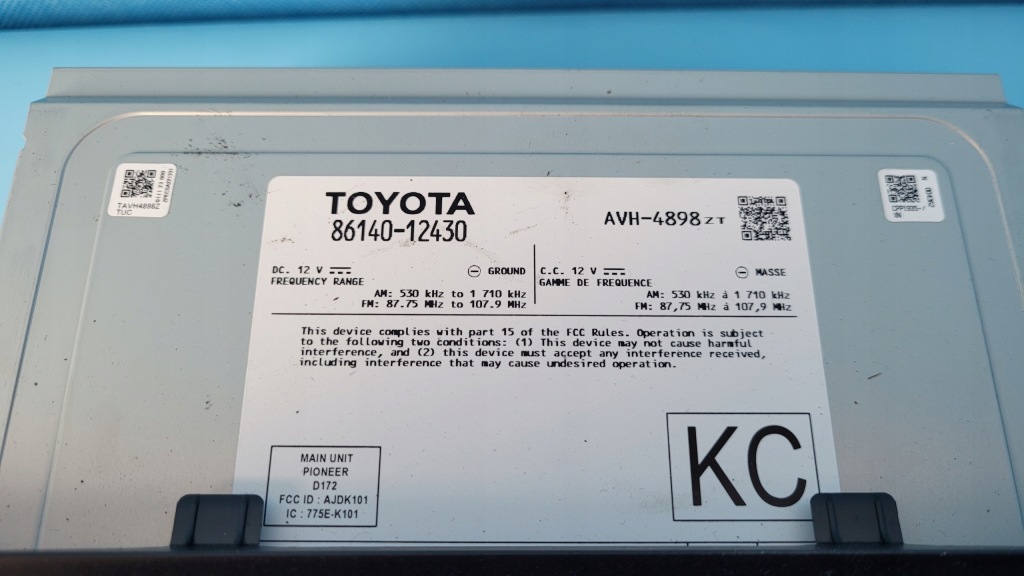 TOYOTA
86140-12430
AVH-4898ZT
DC. 12 V
GROUND
FREQUENCY RANGE
AM: 530 kHz to 1 710 kHz
FM: 87.75 MHz to 107.9 MHz
C.C. 12 V
MASSE
GAMME DE FREQUENCE
AM: 530 kHz à 1 710 kHz
FM: 87,75 MHz à 107,9 MHz
This device complies with part 15 of the FCC Rules. Operation is subject
to the following two conditions: (1) This device may not cause harmful
interference, and (2) this device must accept any interference received,
including interference that may cause undesired operation.
MAIN UNIT
PIONEER
D172
FCC ID : AJDK101
IC : 775E-K101
KC
TUC
N
IN